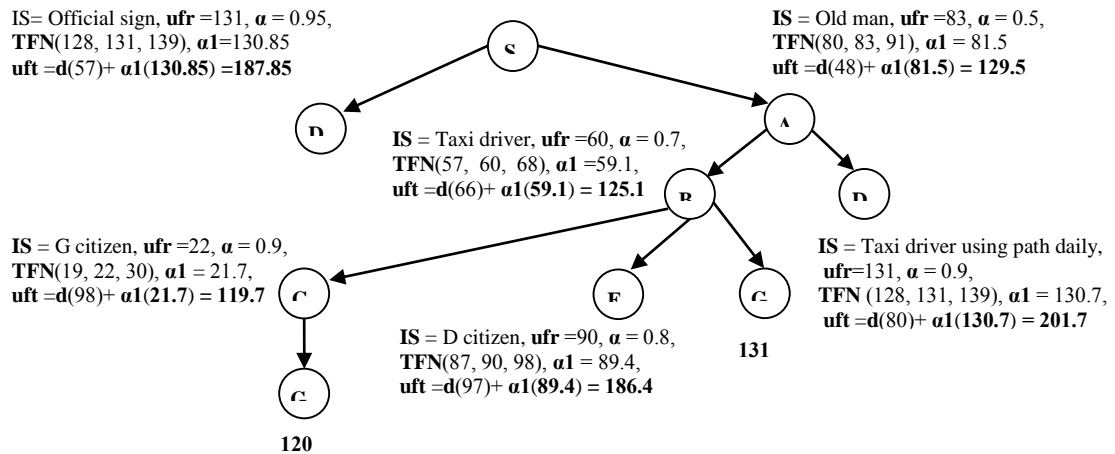 IS= Official sign, ufr =131, α = 0.95,
TFN(128, 131, 139), α1=130.85
uft =d(57)+ α1(130.85) =187.85
S
IS = Old man, ufr =83, α = 0.5,
TFN(80, 83, 91), α1 = 81.5
uft =d(48)+ α1(81.5) = 129.5
A
IS = Taxi driver, ufr =60, α = 0.7,
TFN(57, 60, 68), α1 =59.1,
uft =d(66)+ α1(59.1) = 125.1
IS = G citizen, ufr =22, α = 0.9,
TFN(19, 22, 30), α1 = 21.7,
uft =d(98)+ α1(21.7) = 119.7
IS = Taxi driver using path daily,
ufr=131, α = 0.9,
TFN (128, 131, 139), α1 = 130.7,
uft =d(80)+ α1(130.7) = 201.7
IS = D citizen, ufr =90, α = 0.8,
TFN(87, 90, 98), α1 = 89.4,
uft =d(97)+ α1(89.4) = 186.4
131
120